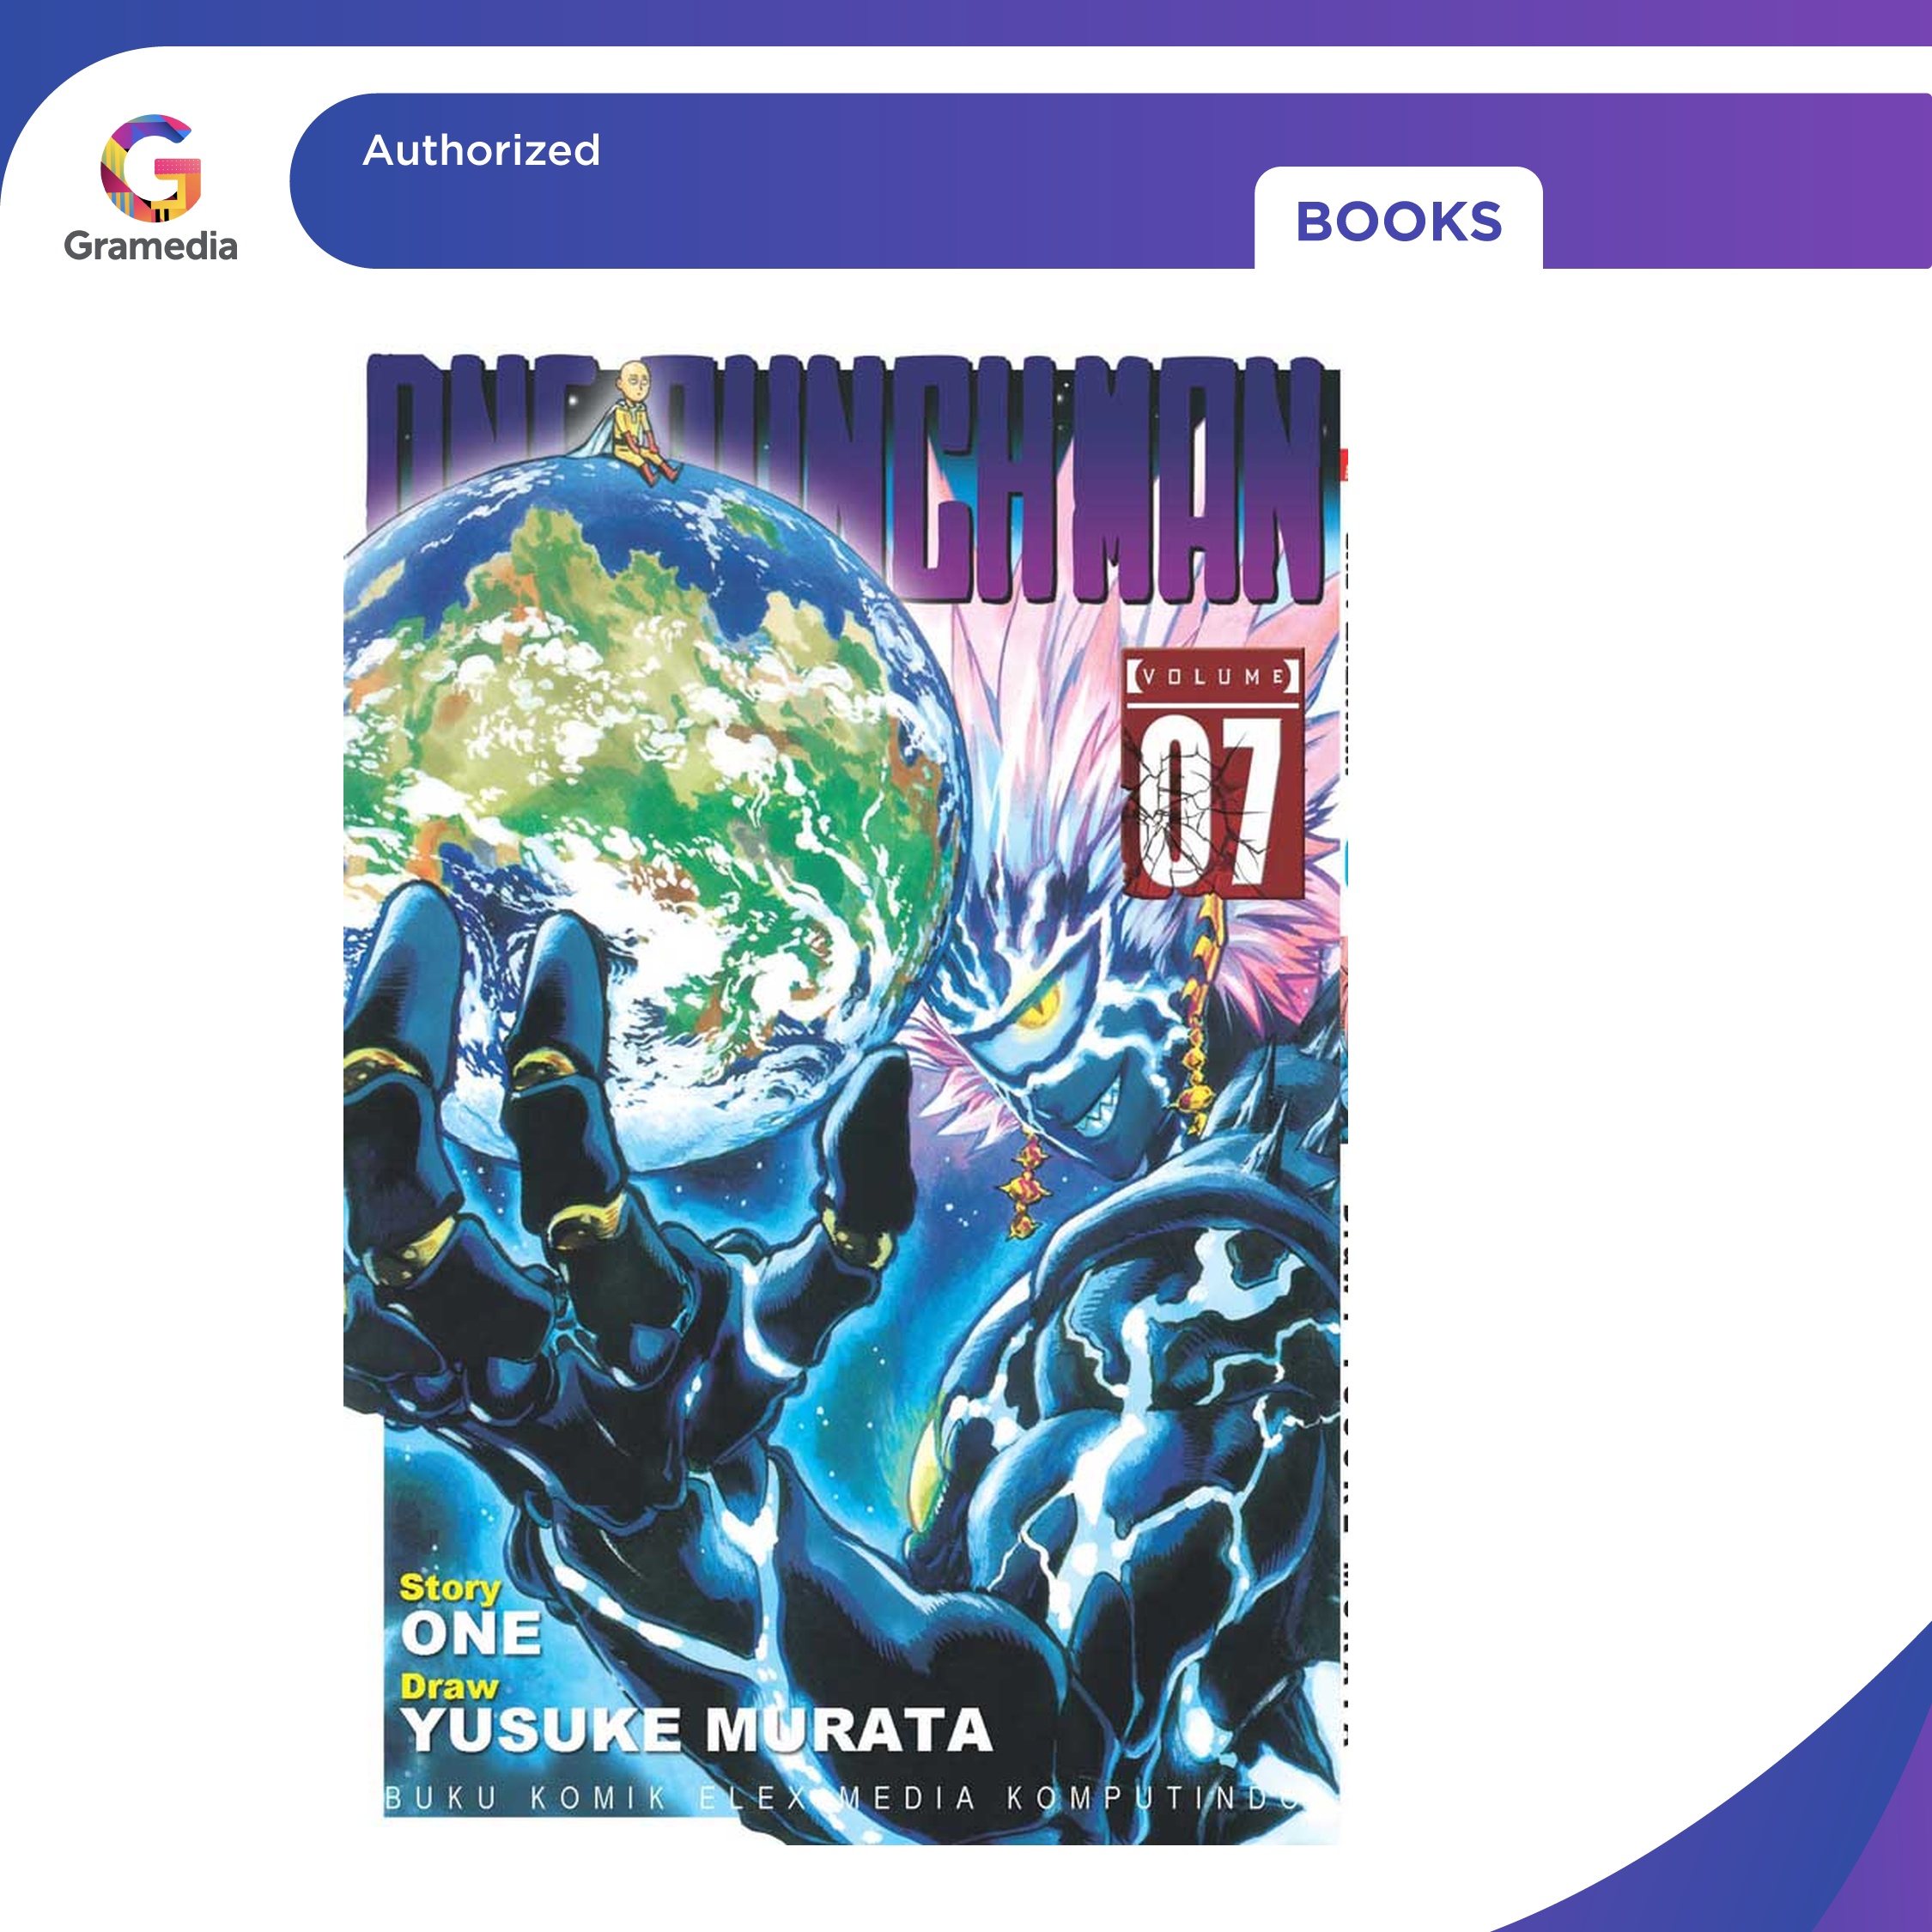 Authorized
BOOKS
Gramedia
ONE PUNCH MAN
VOLUME
07
Story
ONE
Draw
YUSUKE MURATA
BUKU KOMIK ELEX MEDIA KOMPUTINDO